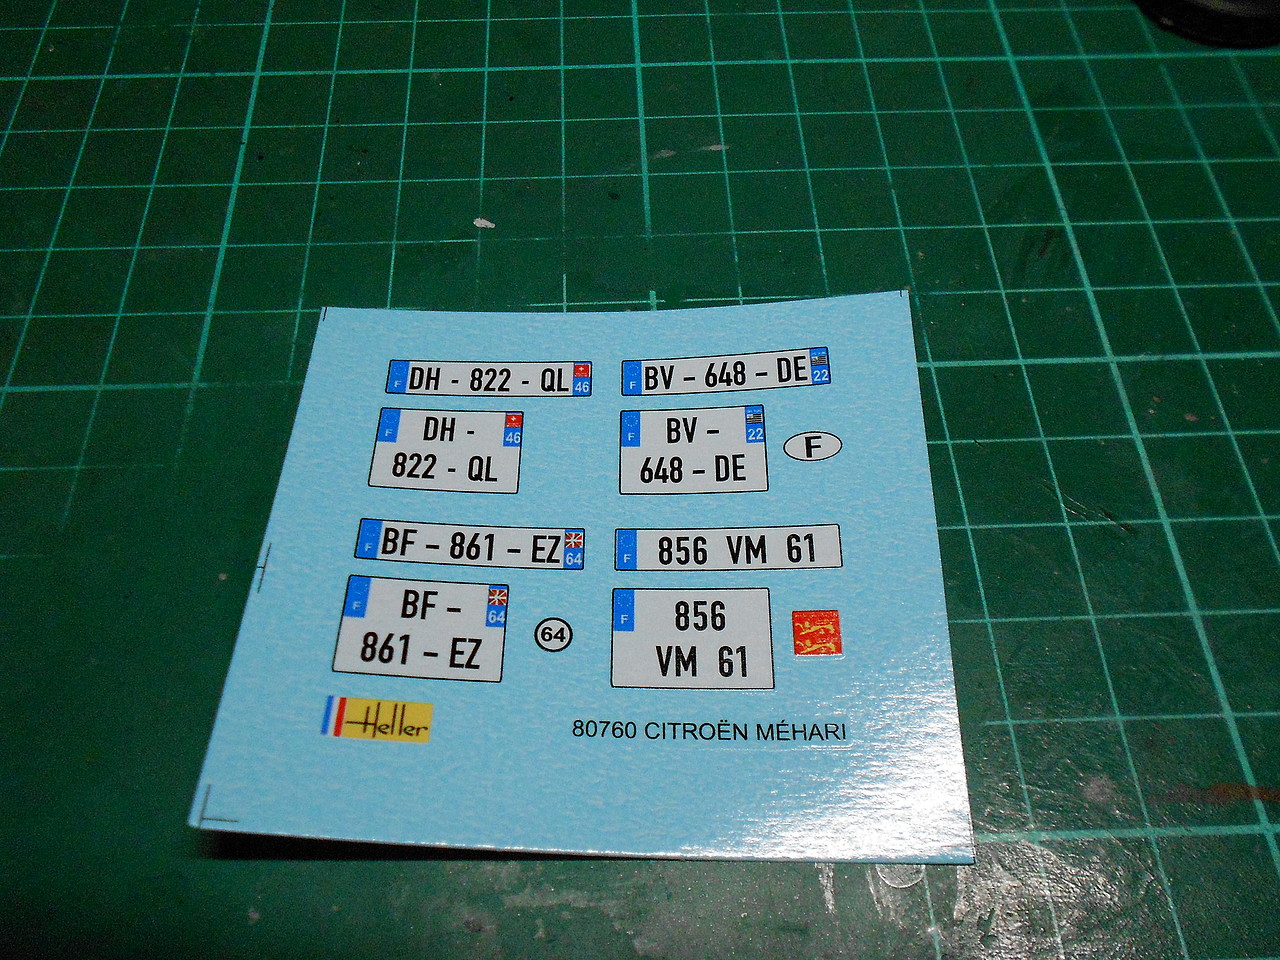 F DH - 822 - QL 46
F BV - 648 - DE 22
F DH - 46
822 - QL
F BV - 22
648 - DE
F
F BF - 861 - EZ 64
F 856 VM 61
F BF - 64
861 - EZ
64
F 856
VM 61
Heller
80760 CITROËN MÉHARI